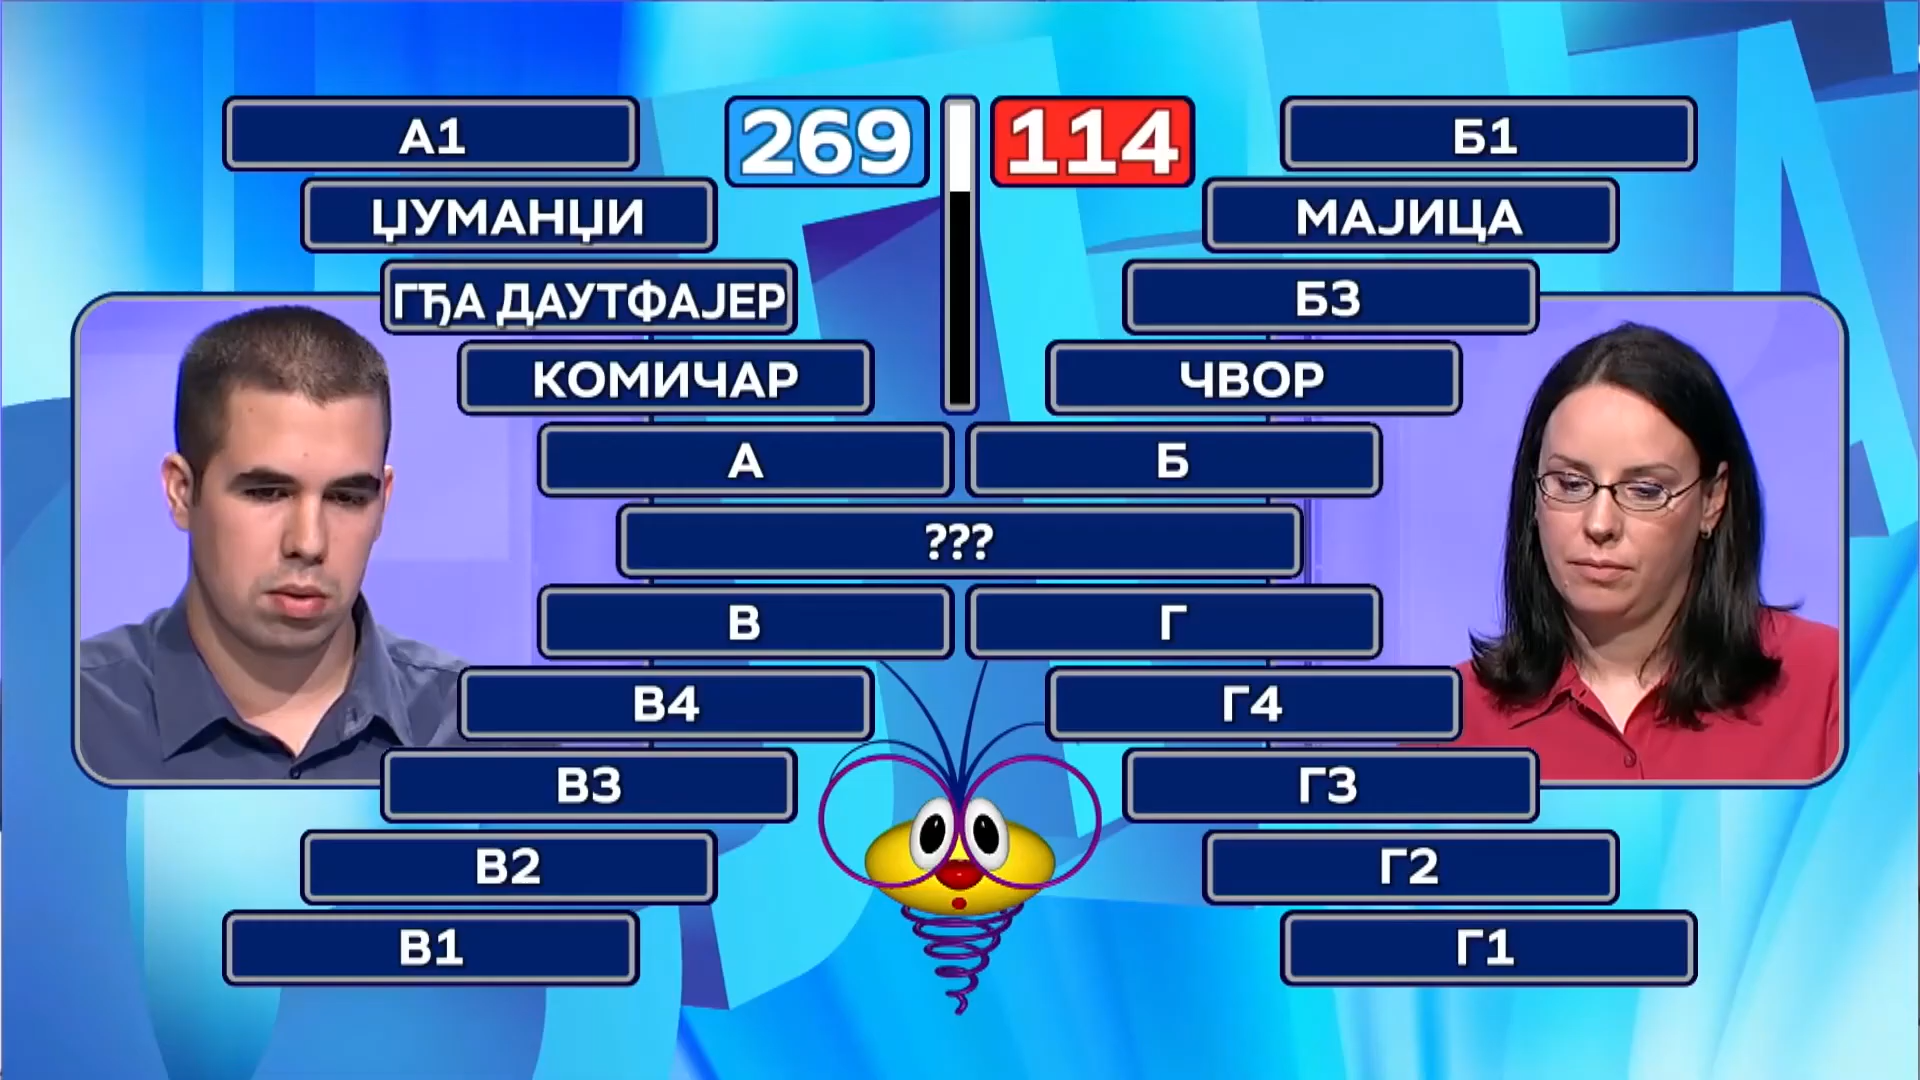 А1
269
114
Б1
ЏУМАНЏИ
МАЈИЦА
ГЂА ДАУТФАЈЕР
Б3
КОМИЧАР
ЧВОР
А
Б
???
В
Г
В4
Г4
В3
Г3
В2
Г2
В1
Г1